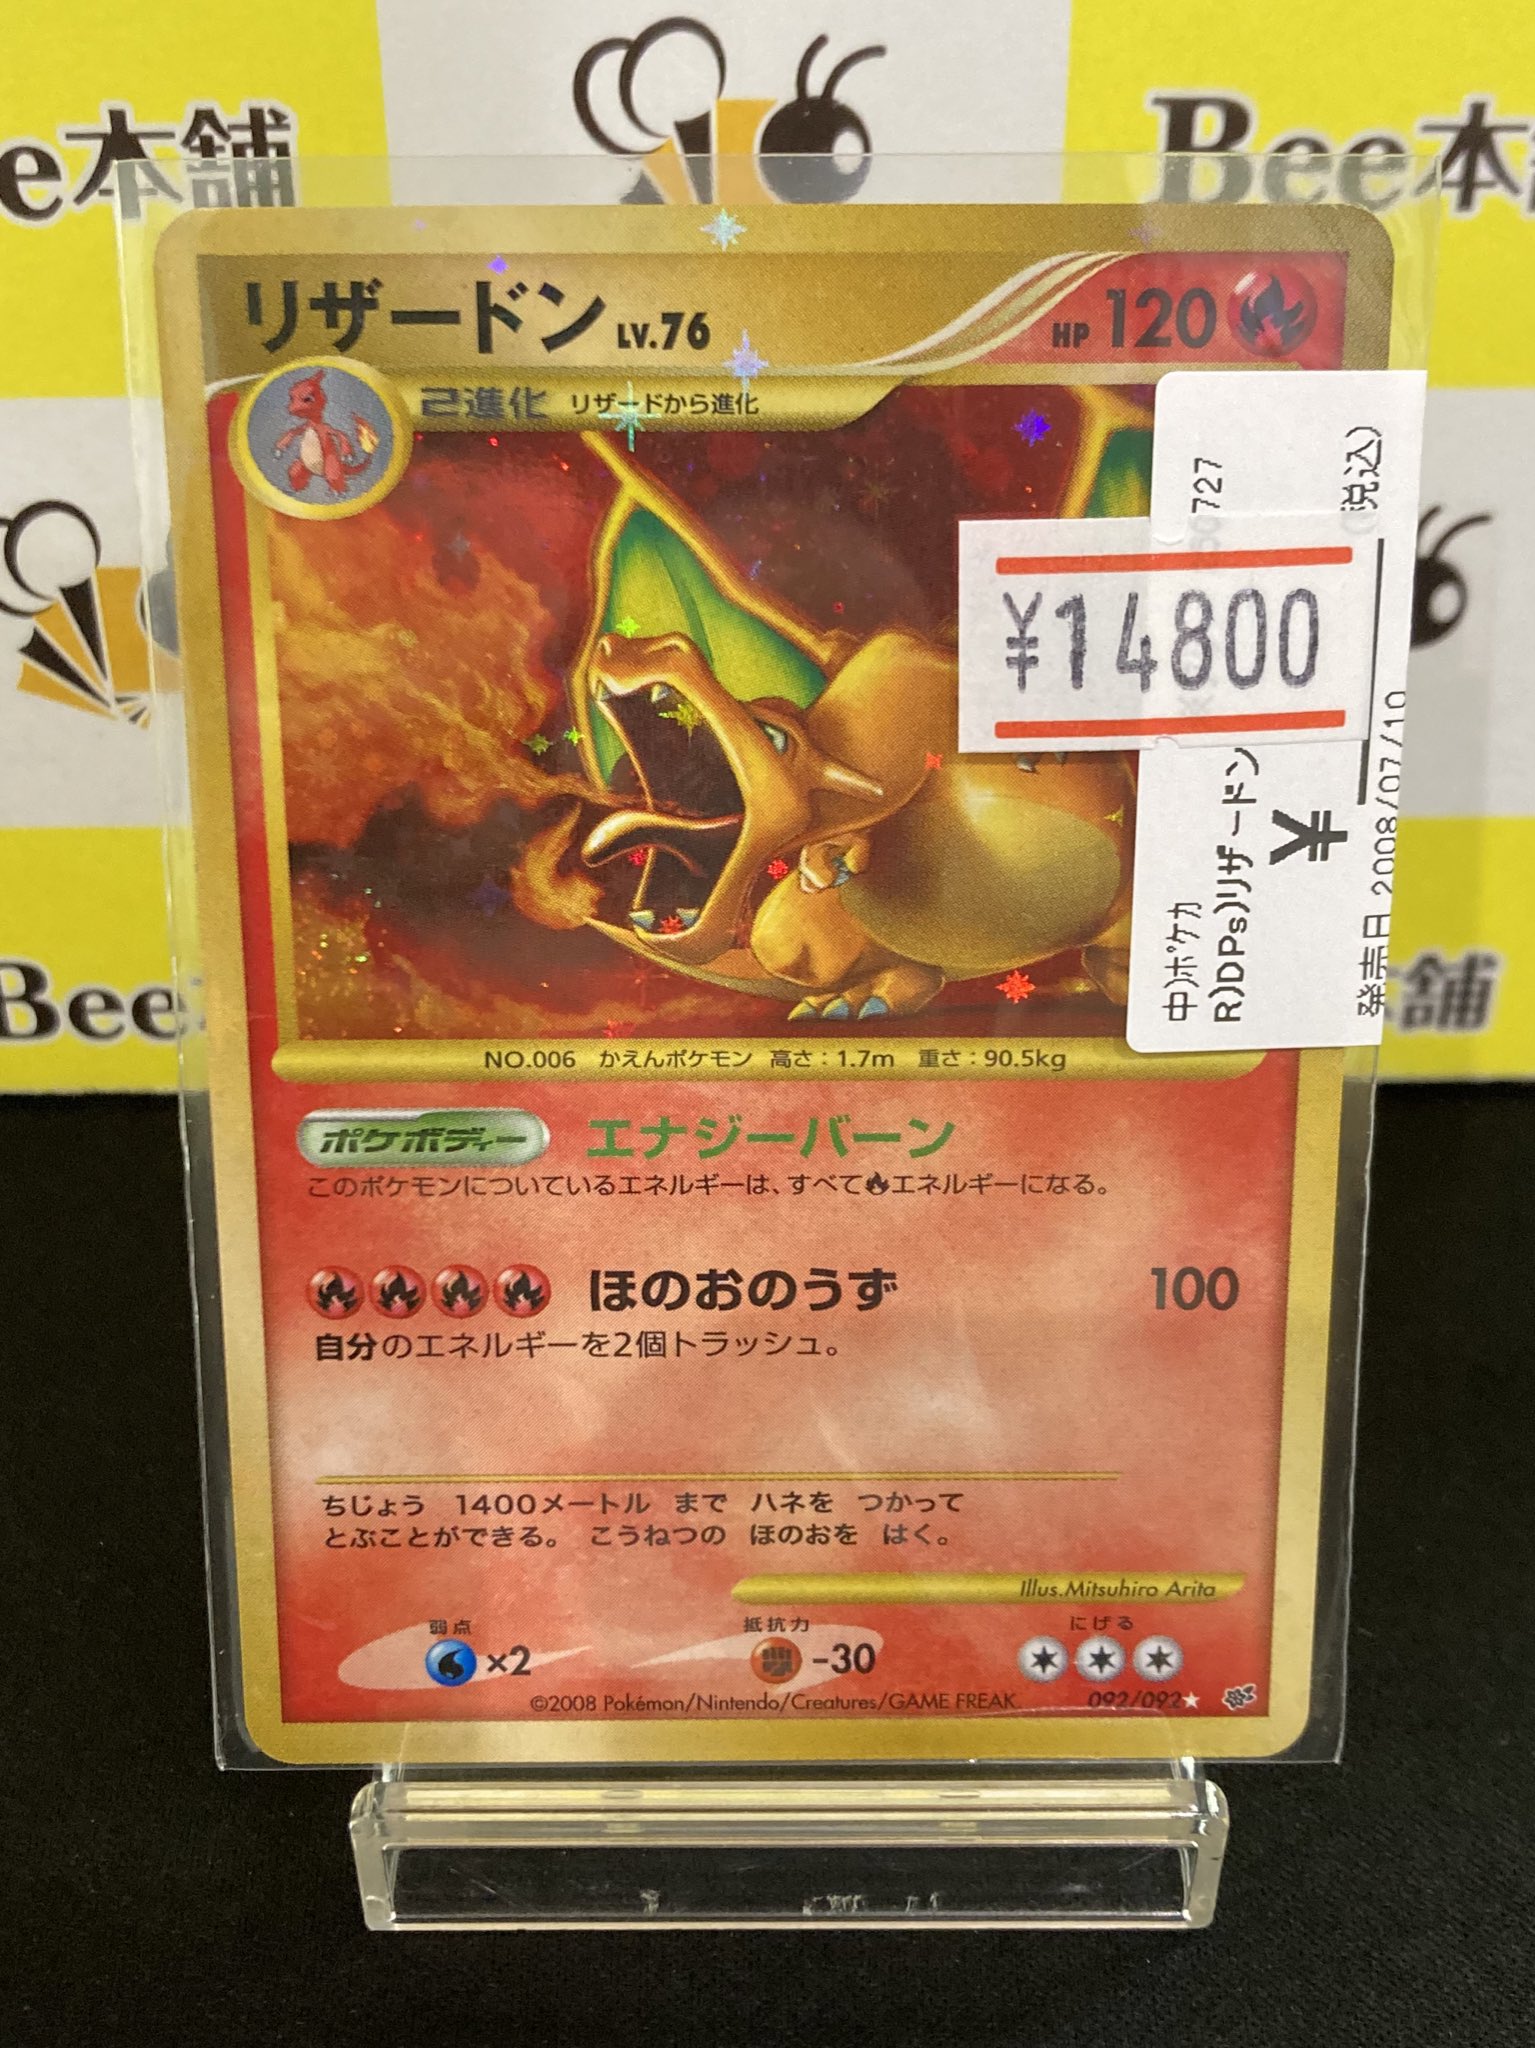 e本舗
Bee本
リザードン LV.76
HP 120
2進化 リザードから進化
727
(税込)
¥14800
中)ポケカ
R)DPs)リザードン
¥
発売日 2008/07/10
Bee
本舗
NO.006 かえんポケモン 高さ:1.7m 重さ:90.5kg
ポケボディー エナジーバーン
このポケモンについているエネルギーは、すべてエネルギーになる。
ほのおのうず 100
自分のエネルギーを2個トラッシュ。
ちじょう 1400メートル まで ハネを つかって
とぶことができる。 こうねつの ほのおを はく。
Illus.Mitsuhiro Arita
弱点 抵抗力 にげる
×2 -30
©2008 Pokémon/Nintendo/Creatures/GAME FREAK.
092/092★